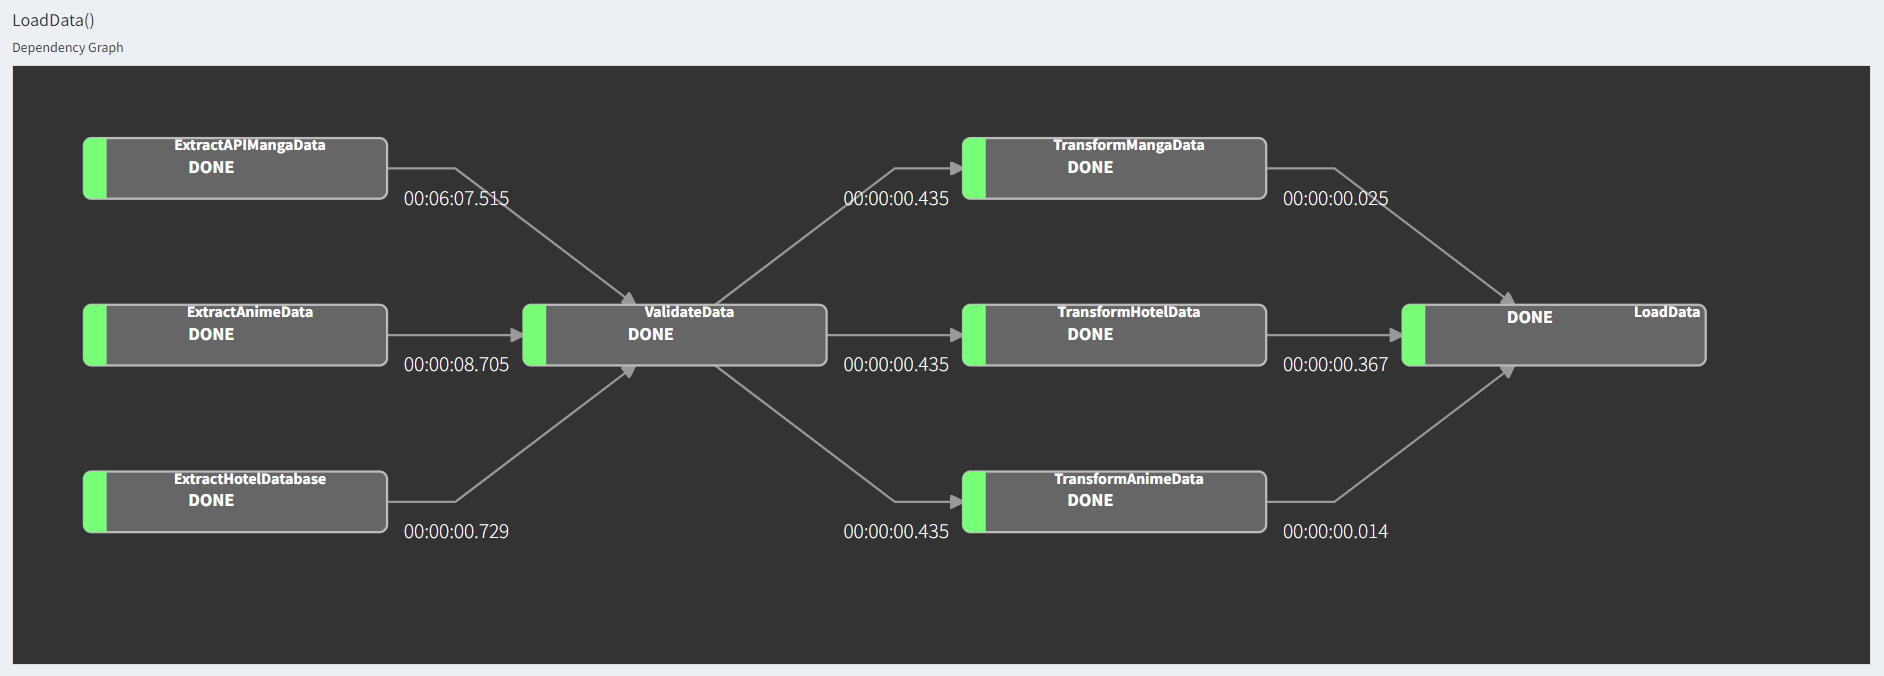 LoadData()
Dependency Graph
ExtractAPIMangaData
DONE
00:06:07.515
ExtractAnimeData
DONE
00:00:08.705
ExtractHotelDatabase
DONE
00:00:00.729
ValidateData
DONE
00:00:00.435
00:00:00.435
00:00:00.435
TransformMangaData
DONE
00:00:00.025
TransformHotelData
DONE
00:00:00.367
TransformAnimeData
DONE
00:00:00.014
LoadData
DONE